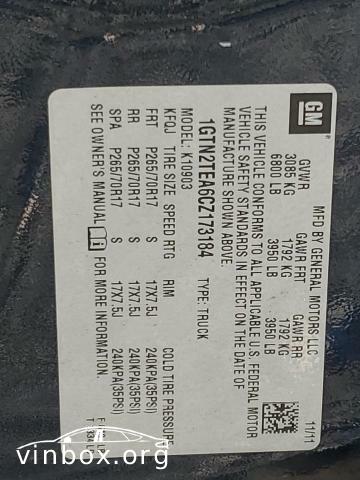 GM
MFD BY GENERAL MOTORS LLC 11/11
GVWR GAWR FRT GAWR RR
3085 KG 1792 KG 1792 KG
6800 LB 3950 LB 3950 LB
THIS VEHICLE CONFORMS TO ALL APPLICABLE U.S. FEDERAL MOTOR
VEHICLE SAFETY STANDARDS IN EFFECT ON THE DATE OF
MANUFACTURE SHOWN ABOVE.
1GTN2TEA6CZ173184 TYPE: TRUCK
MODEL: K10903
KFOJ TIRE SIZE SPEED RTG RIM COLD TIRE PRESSURE
FRT P265/70R17 S 17X7.5J 240KPA(35PSI)
RR P265/70R17 S 17X7.5J 240KPA(35PSI)
SPA P265/70R17 S 17X7.5J 240KPA(35PSI)
SEE OWNER'S MANUAL FOR MORE INFORMATION.
vinbox.org